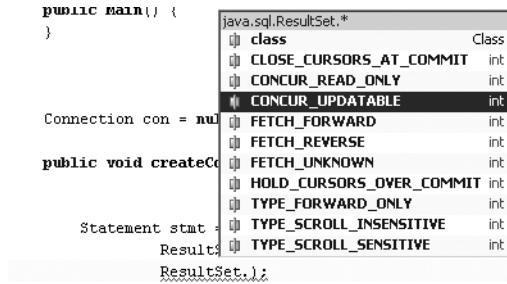 public Main() {
}
java.sql.ResultSet.*
class Class
CLOSE_CURSORS_AT_COMMIT int
CONCUR_READ_ONLY int
CONCUR_UPDATABLE int
FETCH_FORWARD int
FETCH_REVERSE int
FETCH_UNKNOWN int
HOLD_CURSORS_OVER_COMMIT int
TYPE_FORWARD_ONLY int
TYPE_SCROLL_INSENSITIVE int
TYPE_SCROLL_SENSITIVE int
Connection con = nul
public void createCo
Statement stmt =
ResultS
ResultSet.);